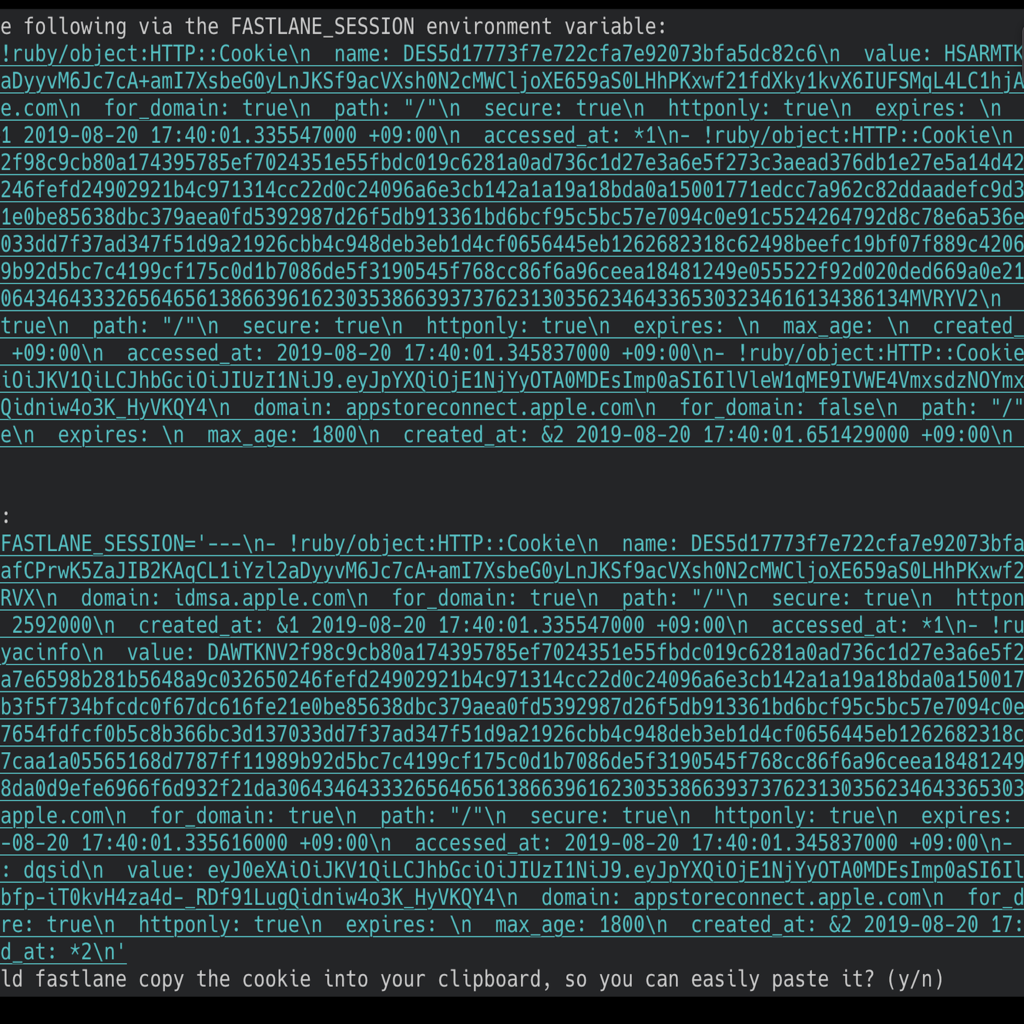 e following via the FASTLANE_SESSION environment variable:
!ruby/object:HTTP::Cookie\n  name: DES5d17773f7e722cfa7e92073bfa5dc82c6\n  value: HSARMTK
aDyyvM6Jc7cA+amI7XsbeG0yLnJKSf9acVXsh0N2cMWCljoXE659aS0LHhPKxwf21fdXky1kvX6IUFSMqL4LC1hjA
e.com\n  for_domain: true\n  path: "/"\n  secure: true\n  httponly: true\n  expires: \n
1 2019-08-20 17:40:01.335547000 +09:00\n  accessed_at: *1\n- !ruby/object:HTTP::Cookie\n
2f98c9cb80a174395785ef7024351e55fbdc019c6281a0ad736c1d27e3a6e5f273c3aead376db1e27e5a14d42
246fefd24902921b4c971314cc22d0c24096a6e3cb142a1a19a18bda0a15001771edcc7a962c82ddaadefc9d3
1e0be85638dbc379aea0fd5392987d26f5db913361bd6bcf95c5bc57e7094c0e91c5524264792d8c78e6a536e
033dd7f37ad347f51d9a21926cbb4c948deb3eb1d4cf0656445eb1262682318c62498beefc19bf07f889c4206
9b92d5bc7c4199cf175c0d1b7086de5f3190545f768cc86f6a96ceea18481249e055522f92d020ded669a0e21
06434643332656465613866396162303538663937376231303562346433653032346161343861 34MVRYV2\n
true\n  path: "/"\n  secure: true\n  httponly: true\n  expires: \n  max_age: \n  created_
+09:00\n  accessed_at: 2019-08-20 17:40:01.345837000 +09:00\n- !ruby/object:HTTP::Cookie
iOiJKV1QiLCJhbGciOiJIUzI1NiJ9.eyJpYXQiOjE1NjYyOTA0MDEsImp0aSI6IlVleW1qME9IVWE4VmxsdzNOYmx
Qidniw4o3K_HyVKQY4\n  domain: appstoreconnect.apple.com\n  for_domain: false\n  path: "/"
e\n  expires: \n  max_age: 1800\n  created_at: &2 2019-08-20 17:40:01.651429000 +09:00\n
:
FASTLANE_SESSION='---\n- !ruby/object:HTTP::Cookie\n  name: DES5d17773f7e722cfa7e92073bfa
afCPrwK5ZaJIB2KAqCL1iYzl2aDyyvM6Jc7cA+amI7XsbeG0yLnJKSf9acVXsh0N2cMWCljoXE659aS0LHhPKxwf2
RVX\n  domain: idmsa.apple.com\n  for_domain: true\n  path: "/"\n  secure: true\n  httpon
2592000\n  created_at: &1 2019-08-20 17:40:01.335547000 +09:00\n  accessed_at: *1\n- !ru
yacinfo\n  value: DAWTKNV2f98c9cb80a174395785ef7024351e55fbdc019c6281a0ad736c1d27e3a6e5f2
a7e6598b281b5648a9c032650246fefd24902921b4c971314cc22d0c24096a6e3cb142a1a19a18bda0a150017
b3f5f734bfcdc0f67dc616fe21e0be85638dbc379aea0fd5392987d26f5db913361bd6bcf95c5bc57e7094c0e
7654fdfcf0b5c8b366bc3d137033dd7f37ad347f51d9a21926cbb4c948deb3eb1d4cf0656445eb1262682318c
7caa1a05565168d7787ff11989b92d5bc7c4199cf175c0d1b7086de5f3190545f768cc86f6a96ceea18481249
8da0d9efe6966f6d932f21da306434643332656465613866396162303538663937376231303562346433653​03
apple.com\n  for_domain: true\n  path: "/"\n  secure: true\n  httponly: true\n  expires:
-08-20 17:40:01.335616000 +09:00\n  accessed_at: 2019-08-20 17:40:01.345837000 +09:00\n-
: dqsid\n  value: eyJ0eXAiOiJKV1QiLCJhbGciOiJIUzI1NiJ9.eyJpYXQiOjE1NjYyOTA0MDEsImp0aSI6Il
bfp-iT0kvH4za4d-_RDf91LugQidniw4o3K_HyVKQY4\n  domain: appstoreconnect.apple.com\n  for_d
re: true\n  httponly: true\n  expires: \n  max_age: 1800\n  created_at: &2 2019-08-20 17:
d_at: *2\n'
ld fastlane copy the cookie into your clipboard, so you can easily paste it? (y/n)